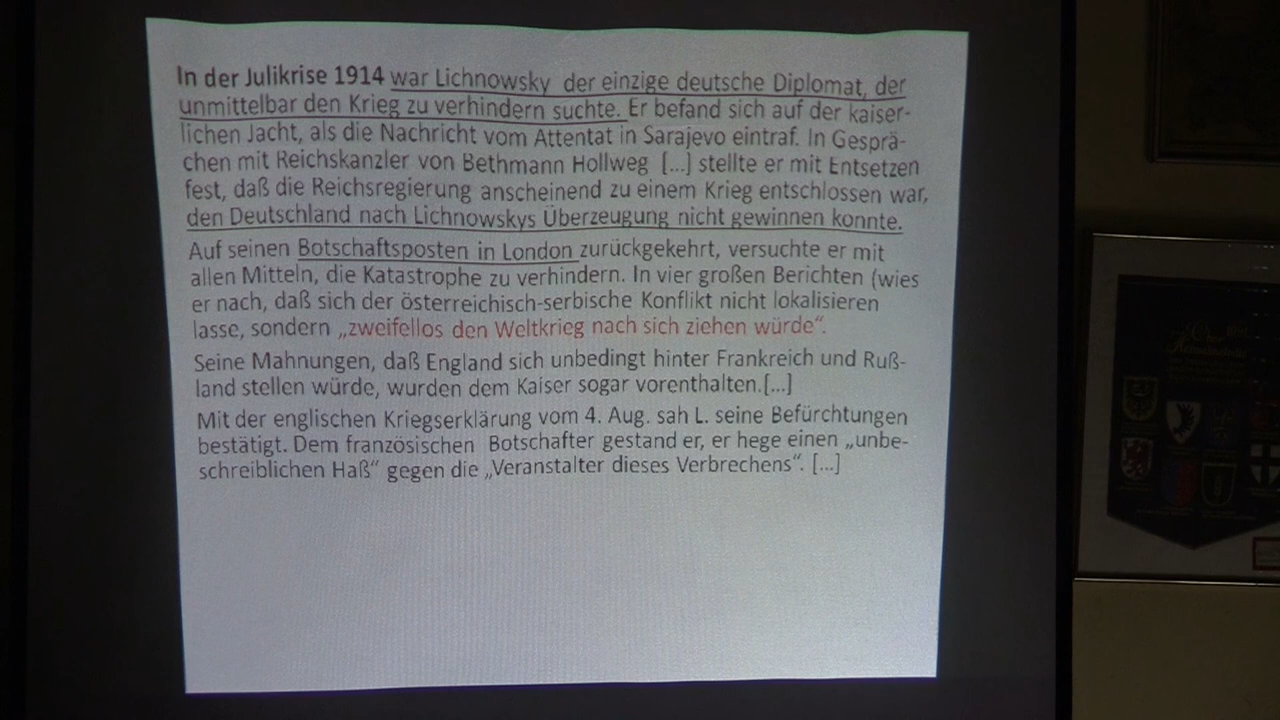 In der Julikrise 1914 war Lichnowsky der einzige deutsche Diplomat, der
unmittelbar den Krieg zu verhindern suchte. Er befand sich auf der kaiser-
lichen Jacht, als die Nachricht vom Attentat in Sarajevo eintraf. In Gesprä-
chen mit Reichskanzler von Bethmann Hollweg [...] stellte er mit Entsetzen
fest, daß die Reichsregierung anscheinend zu einem Krieg entschlossen war,
den Deutschland nach Lichnowskys Überzeugung nicht gewinnen konnte.
Auf seinen Botschaftsposten in London zurückgekehrt, versuchte er mit
allen Mitteln, die Katastrophe zu verhindern. In vier großen Berichten (wies
er nach, daß sich der österreichisch-serbische Konflikt nicht lokalisieren
lasse, sondern „zweifellos den Weltkrieg nach sich ziehen würde“.
Seine Mahnungen, daß England sich unbedingt hinter Frankreich und Ruß-
land stellen würde, wurden dem Kaiser sogar vorenthalten.[...]
Mit der englischen Kriegserklärung vom 4. Aug. sah L. seine Befürchtungen
bestätigt. Dem französischen Botschafter gestand er, er hege einen „unbe-
schreiblichen Haß“ gegen die „Veranstalter dieses Verbrechens“. [...]